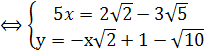 ⇔ { 5x = 2√2 − 3√5
y = −x√2 + 1 − √10